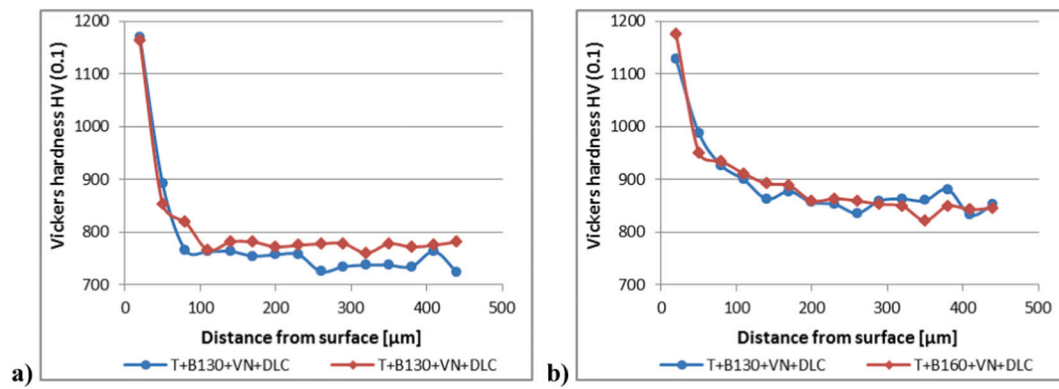 1200
1100
1000
900
800
700
Vickers hardness HV (0.1)
0 100 200 300 400 500
Distance from surface [µm]
T+B130+VN+DLC T+B130+VN+DLC
a)
1200
1100
1000
900
800
700
Vickers hardness HV (0.1)
0 100 200 300 400 500
Distance from surface [µm]
T+B130+VN+DLC T+B160+VN+DLC
b)